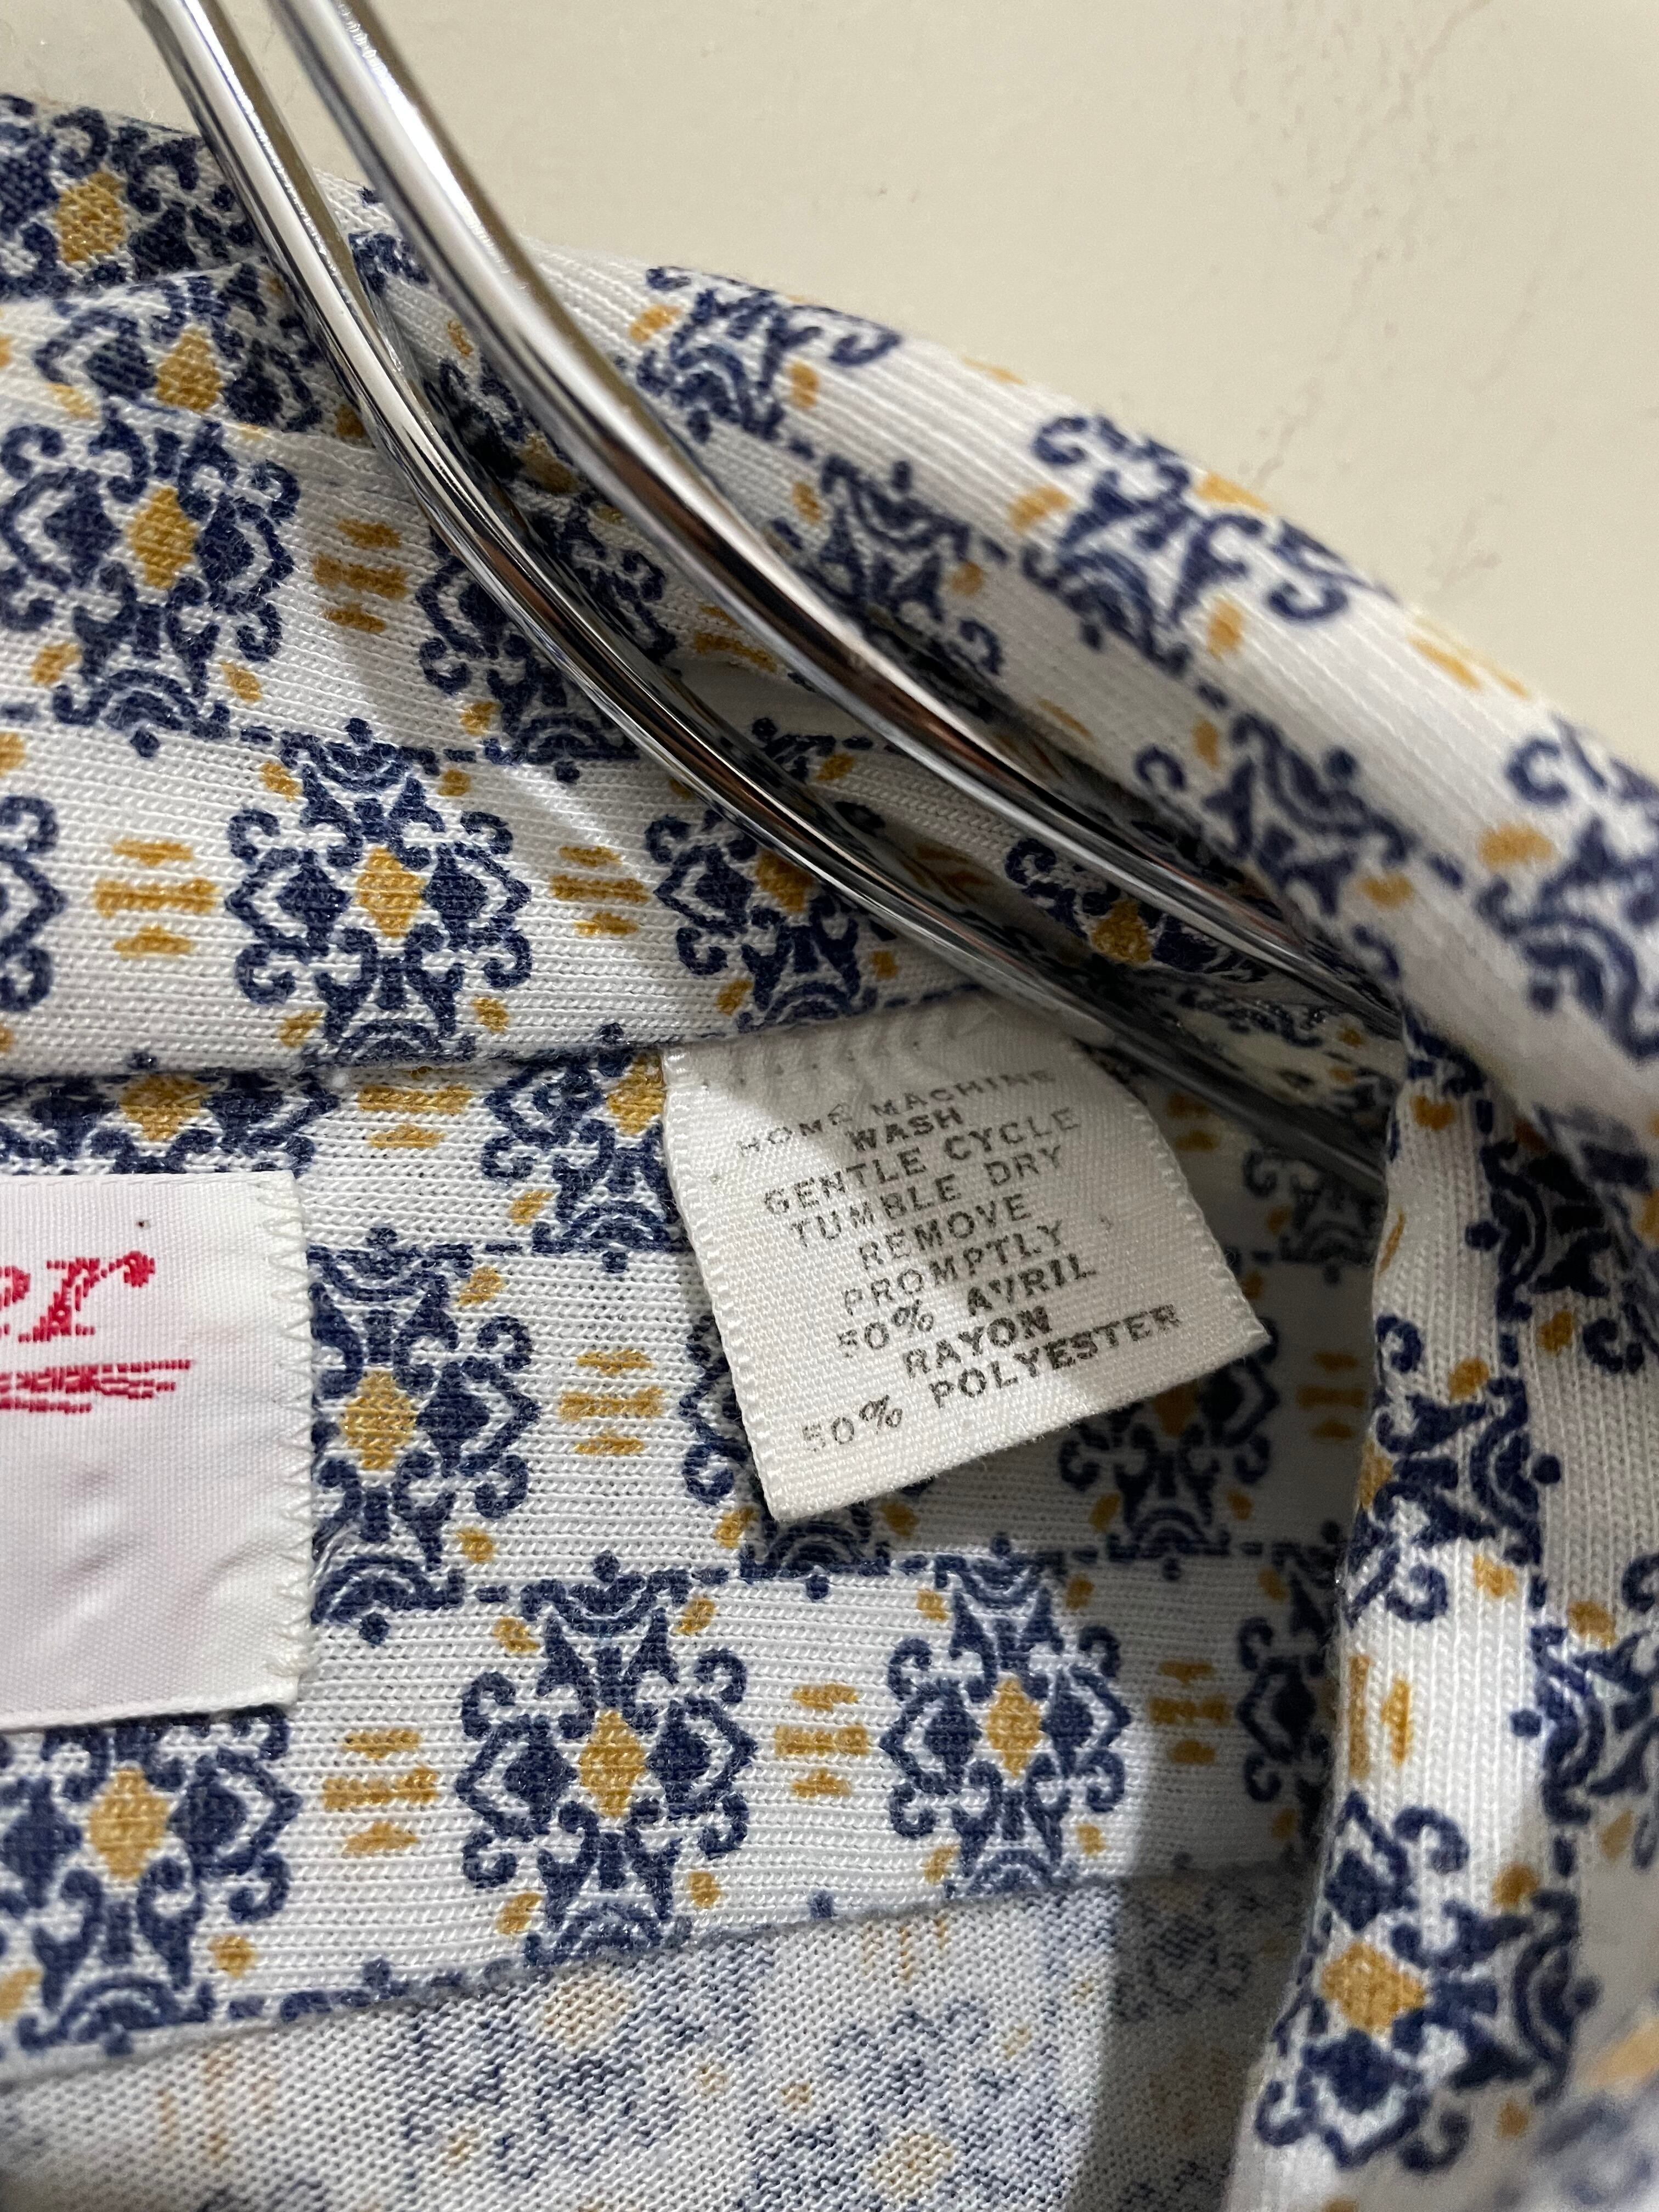 HOME MACHINE
WASH
GENTLE CYCLE
TUMBLE DRY
REMOVE
PROMPTLY
50% AVRIL
RAYON
50% POLYESTER